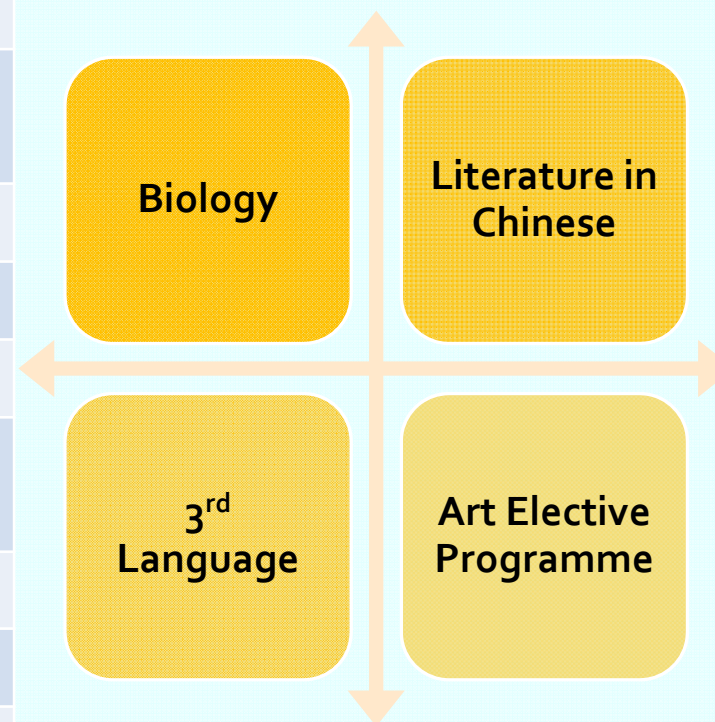 Biology
Literature in
Chinese
3rd
Language
Art Elective
Programme